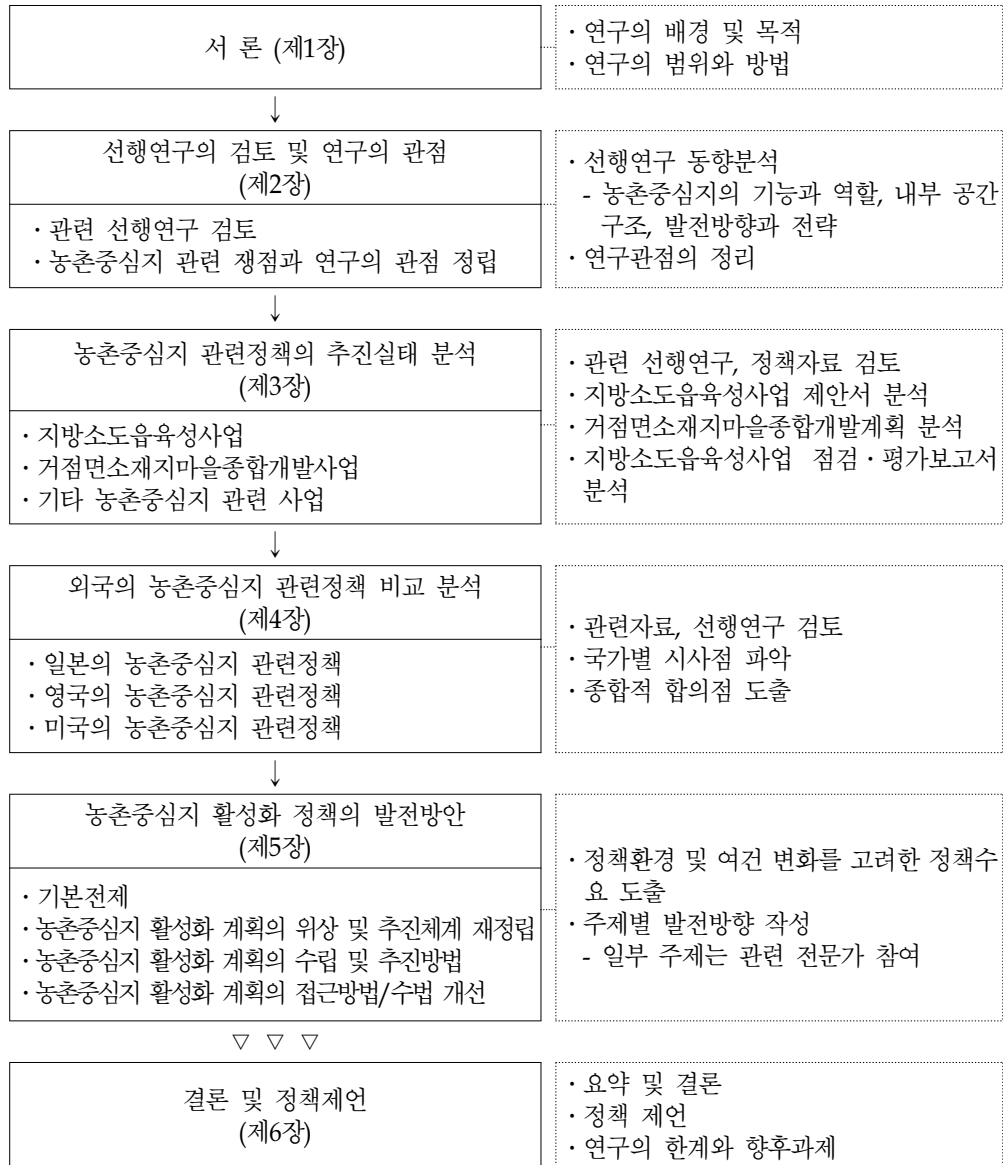 서 론 (제1장)
· 연구의 배경 및 목적
· 연구의 범위와 방법
↓
선행연구의 검토 및 연구의 관점
(제2장)
· 관련 선행연구 검토
· 농촌중심지 관련 쟁점과 연구의 관점 정립
· 선행연구 동향분석
- 농촌중심지의 기능과 역할, 내부 공간
구조, 발전방향과 전략
· 연구관점의 정리
↓
농촌중심지 관련정책의 추진실태 분석
(제3장)
· 지방소도읍육성사업
· 거점면소재지마을종합개발사업
· 기타 농촌중심지 관련 사업
· 관련 선행연구, 정책자료 검토
· 지방소도읍육성사업 제안서 분석
· 거점면소재지마을종합개발계획 분석
· 지방소도읍육성사업 점검·평가보고서
분석
↓
외국의 농촌중심지 관련정책 비교 분석
(제4장)
· 일본의 농촌중심지 관련정책
· 영국의 농촌중심지 관련정책
· 미국의 농촌중심지 관련정책
· 관련자료, 선행연구 검토
· 국가별 시사점 파악
· 종합적 합의점 도출
↓
농촌중심지 활성화 정책의 발전방안
(제5장)
· 기본전제
· 농촌중심지 활성화 계획의 위상 및 추진체계 재정립
· 농촌중심지 활성화 계획의 수립 및 추진방법
· 농촌중심지 활성화 계획의 접근방법/수법 개선
· 정책환경 및 여건 변화를 고려한 정책수
요 도출
· 주제별 발전방향 작성
- 일부 주제는 관련 전문가 참여
▽ ▽ ▽
결론 및 정책제언
(제6장)
· 요약 및 결론
· 정책 제언
· 연구의 한계와 향후과제